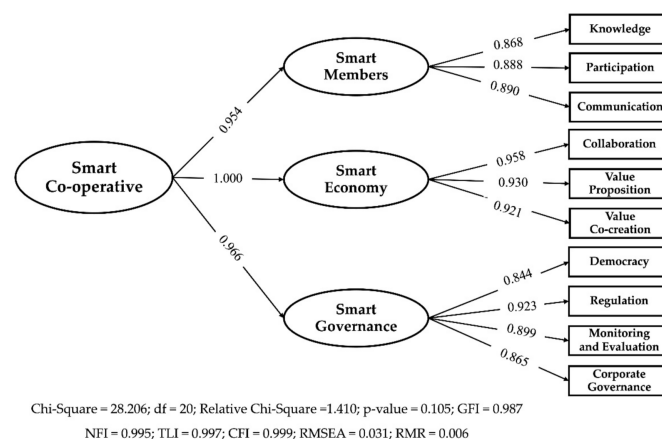 Smart
Co-operative
0.954
1.000
0.966
Smart
Members
0.868
0.888
0.890
Knowledge
Participation
Communication
Smart
Economy
0.958
0.930
0.921
Collaboration
Value
Proposition
Value
Co-creation
Smart
Governance
0.844
0.923
0.899
0.865
Democracy
Regulation
Monitoring
and Evaluation
Corporate
Governance
Chi-Square = 28.206; df = 20; Relative Chi-Square =1.410; p-value = 0.105; GFI = 0.987
NFI = 0.995; TLI = 0.997; CFI = 0.999; RMSEA = 0.031; RMR = 0.006